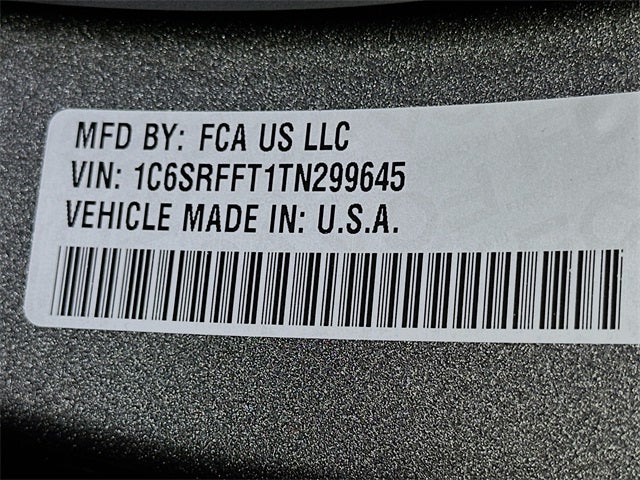 MFD BY: FCA US LLC
VIN: 1C6SRFFT1TN299645
VEHICLE MADE IN: U.S.A.